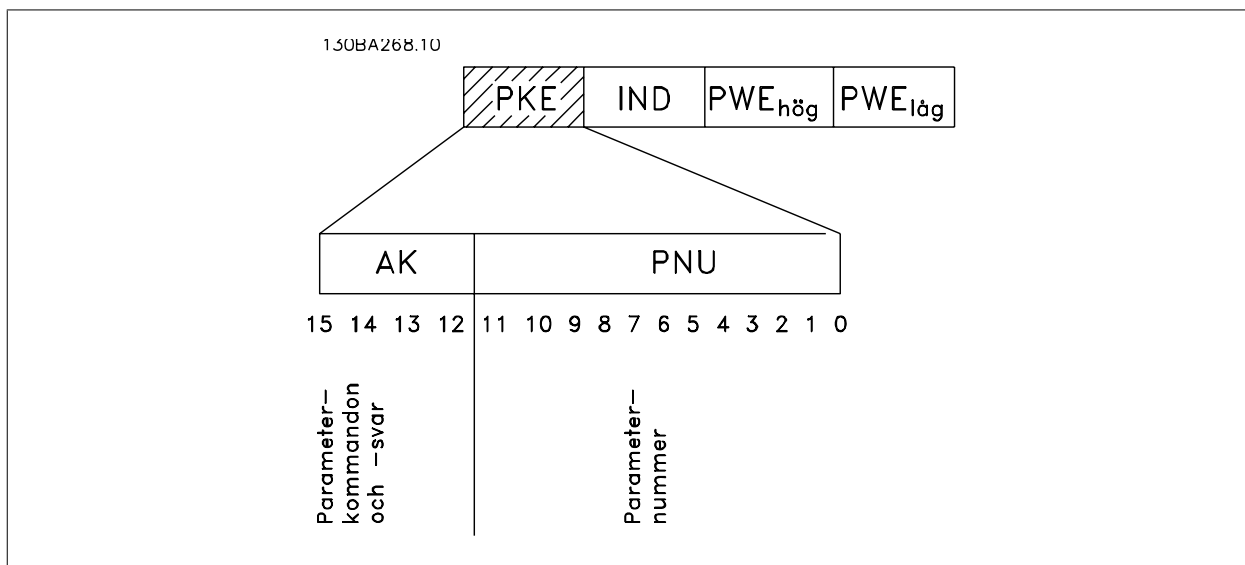 130BA268.10
PKE IND PWEhög PWElåg
AK PNU
15 14 13 12 11 10 9 8 7 6 5 4 3 2 1 0
Parameter-
kommandon
och -svar
Parameter-
nummer